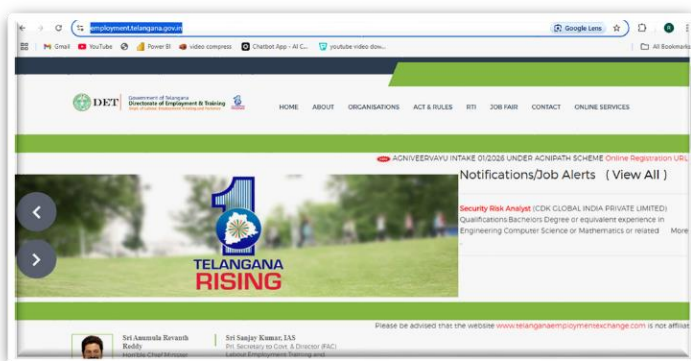 employment.telangana.gov.in
Google Lens
Gmail
YouTube
Power BI
video compress
Chatbot App - AI C...
youtube video dow...
All Bookmarks
DET
Government of Telangana
Directorate of Employment & Training
HOME ABOUT ORGANISATIONS ACT & RULES RTI JOB FAIR CONTACT ONLINE SERVICES
AGNIVEERVAYU INTAKE 01/2026 UNDER AGNIPATH SCHEME Online Registration URL
Notifications/Job Alerts ( View All )
Security Risk Analyst (CDK GLOBAL INDIA PRIVATE LIMITED)
Qualifications Bachelors Degree or equivalent experience in
Engineering Computer Science or Mathematics or related More
TELANGANA
RISING
Please be advised that the website www.telanganaemploymentexchange.com is not affiliat
Sri Anumula Revanth
Reddy
Hon'ble Chief Minister
Sri Sanjay Kumar, IAS
Prl. Secretary to Govt. & Director (FAC)
Labour Employment Training and